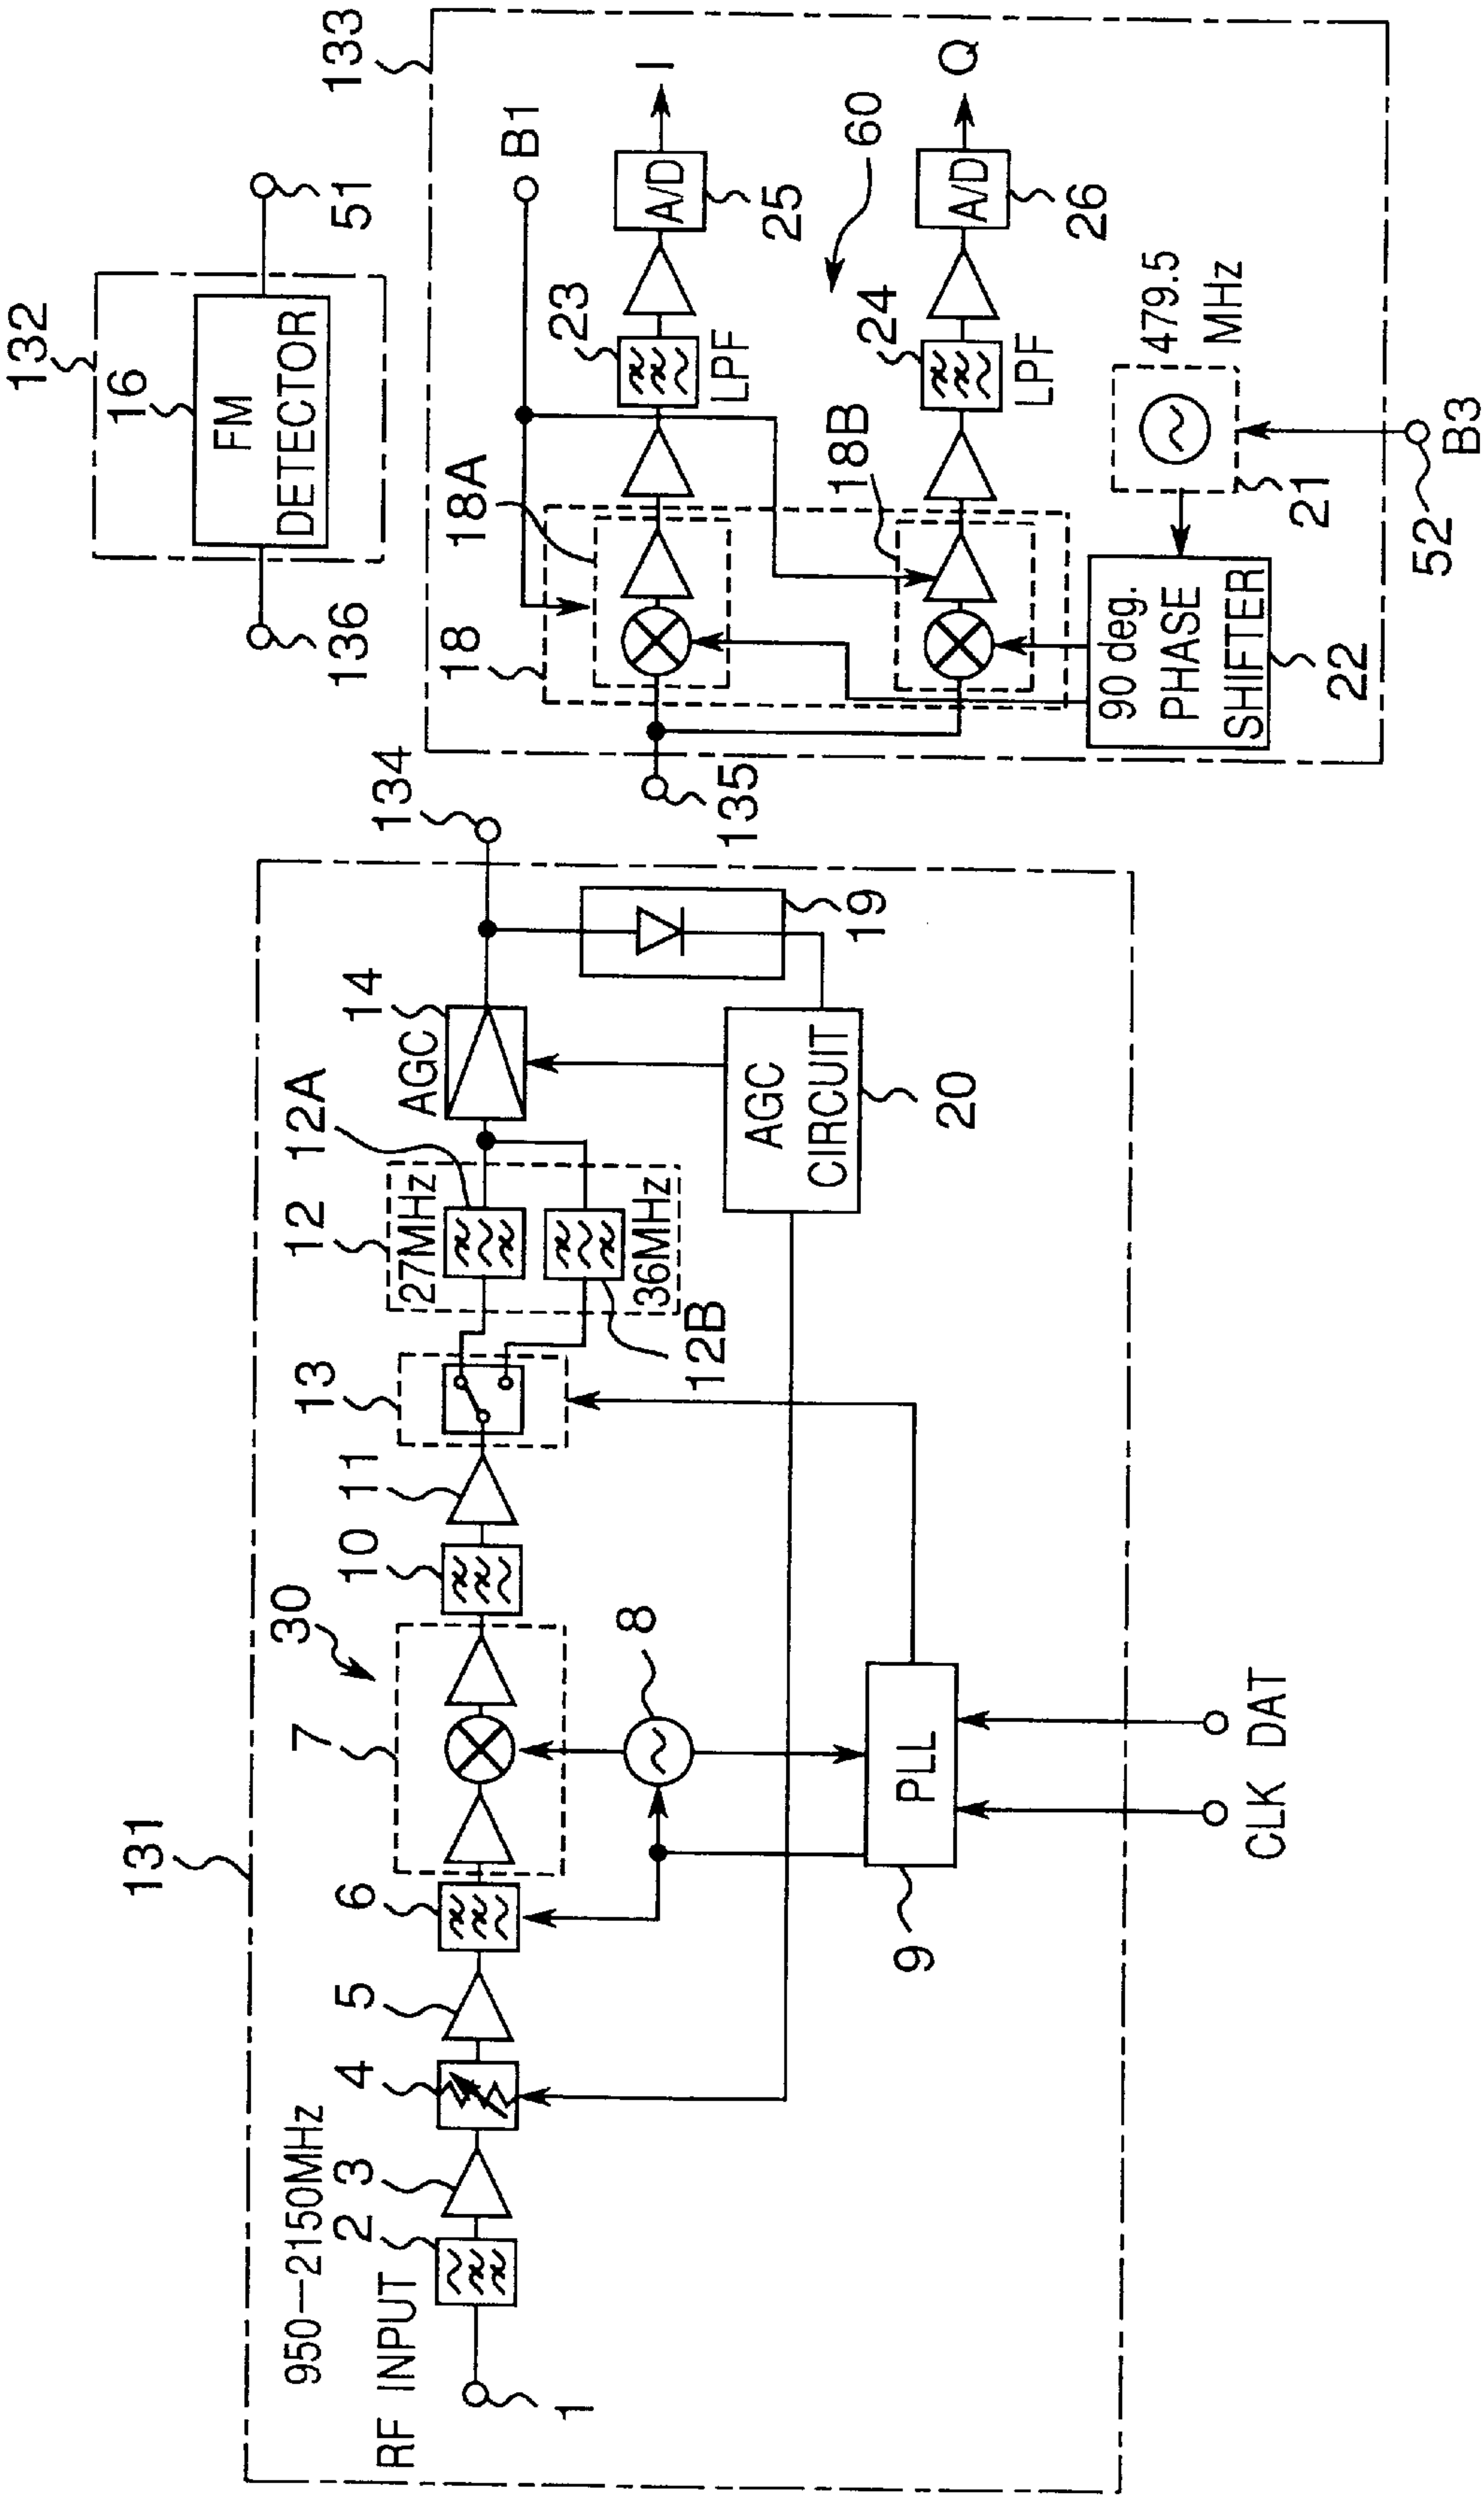 131
950–2150MHz
RF INPUT
1
2
3
4
5
6
7
30
8
9
PLL
CLK DAT
10
11
13
12
12A
27MHz
36MHz
12B
AGC
14
AGC
CIRCUIT
20
19
134
132
16
FM
DETECTOR
136
51
133
135
18
18A
18B
B1
23
LPF
A/D
25
I
24
LPF
A/D
26
Q
60
90 deg.
PHASE
SHIFTER
22
479.5
MHz
21
52
B3